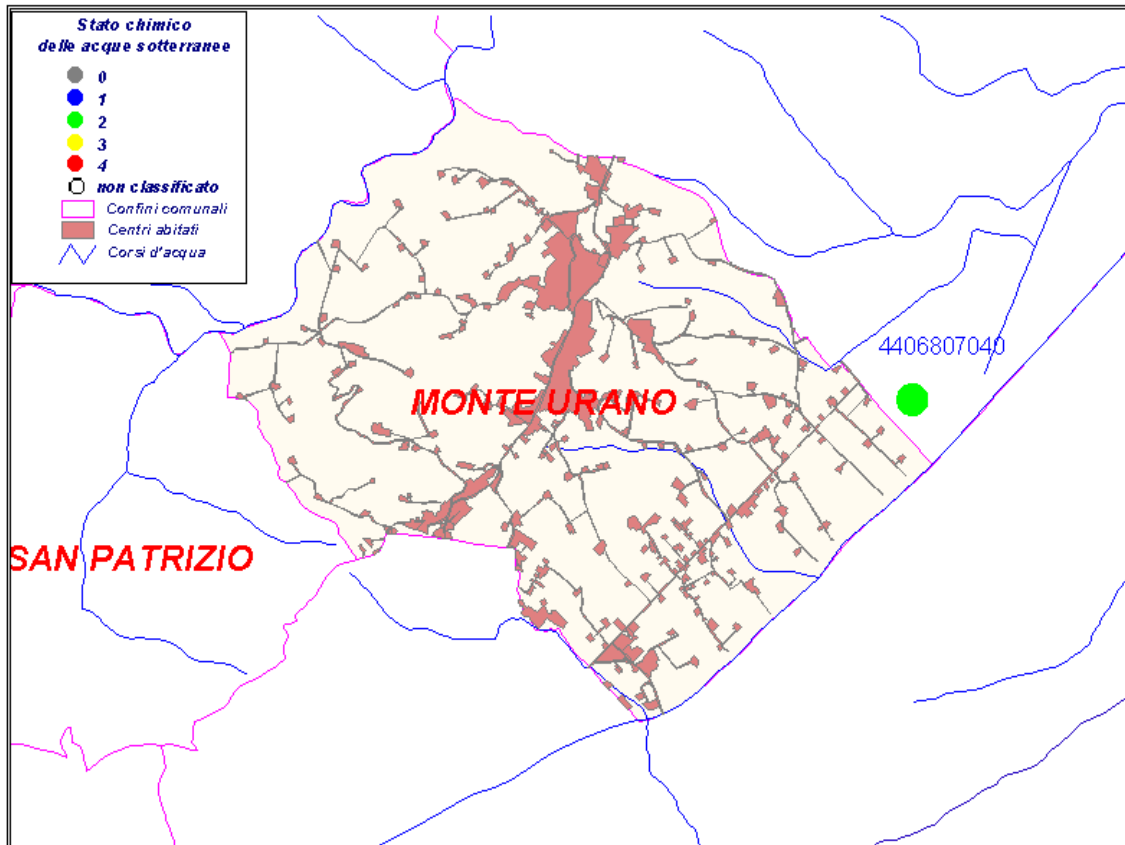 Stato chimico
delle acque sotterranee
0
1
2
3
4
non classificato
Confini comunali
Centri abitati
Corsi d'acqua
4406807040
MONTE URANO
SAN PATRIZIO